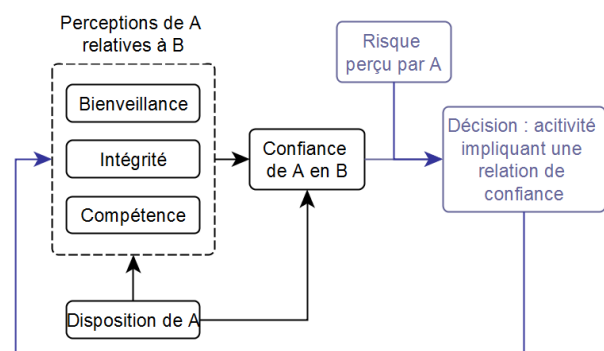 Perceptions de A
relatives à B
Bienveillance
Intégrité
Compétence
Disposition de A
Confiance
de A en B
Risque
perçu par A
Décision : acitivité
impliquant une
relation de
confiance